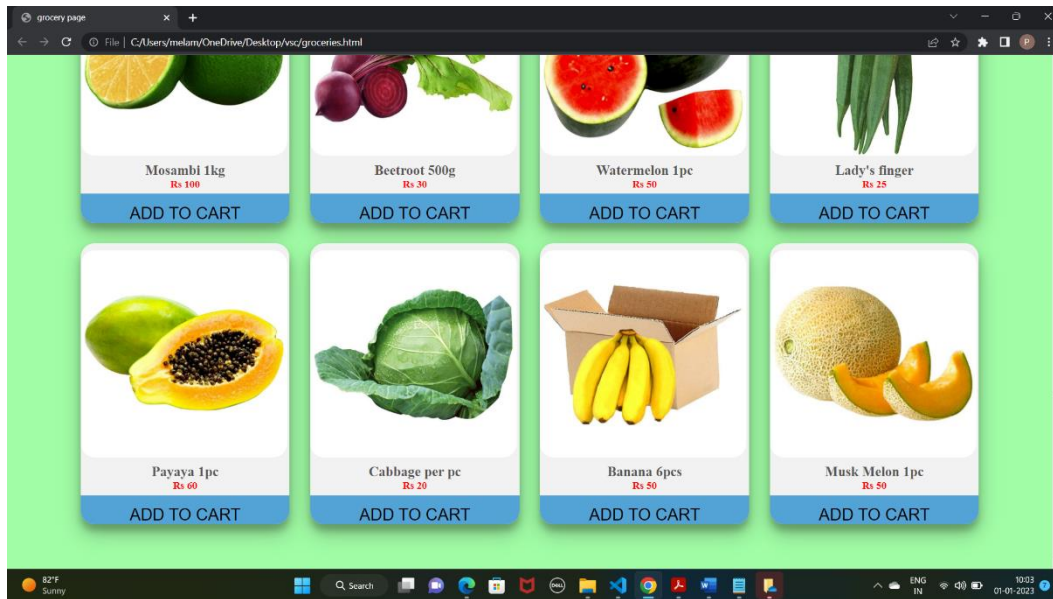 grocery page
File | C:/Users/melam/OneDrive/Desktop/vsc/groceries.html
P
Mosambi 1kg
Rs 100
ADD TO CART
Beetroot 500g
Rs 30
ADD TO CART
Watermelon 1pc
Rs 50
ADD TO CART
Lady's finger
Rs 25
ADD TO CART
Payaya 1pc
Rs 60
ADD TO CART
Cabbage per pc
Rs 20
ADD TO CART
Banana 6pcs
Rs 50
ADD TO CART
Musk Melon 1pc
Rs 50
ADD TO CART
82°F
Sunny
Search
DELL
ENG
IN
10:03
01-01-2023